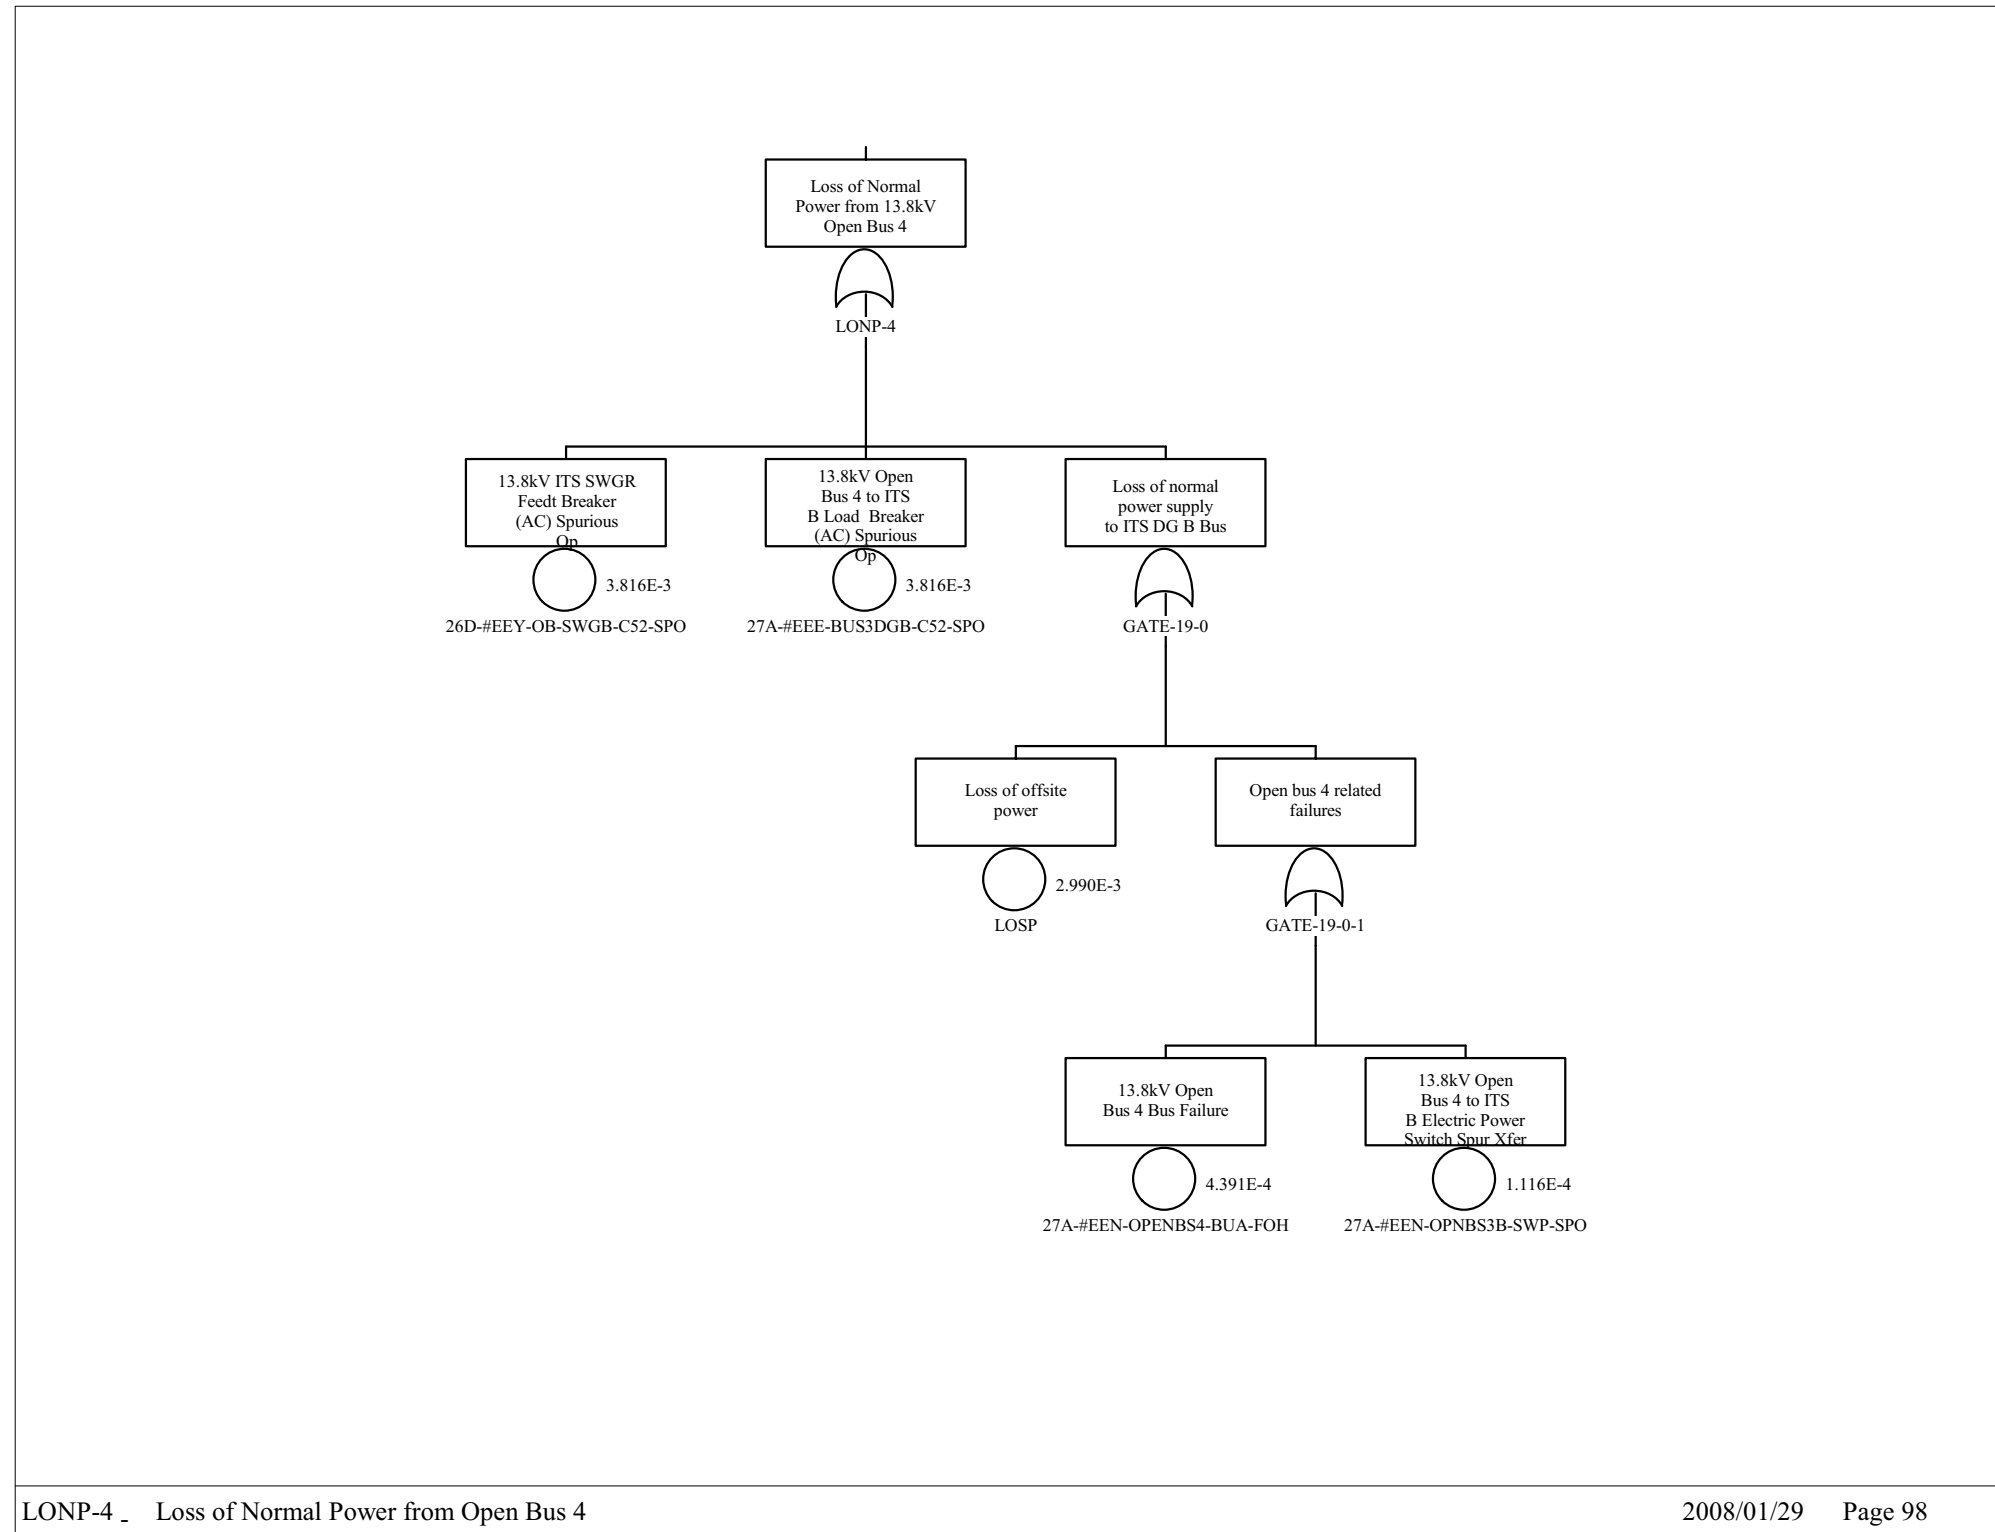 Loss of Normal
Power from 13.8kV
Open Bus 4
LONP-4
13.8kV ITS SWGR
Feedt Breaker
(AC) Spurious
Op
3.816E-3
26D-#EEY-OB-SWGB-C52-SPO
13.8kV Open
Bus 4 to ITS
B Load Breaker
(AC) Spurious
Op
3.816E-3
27A-#EEE-BUS3DGB-C52-SPO
Loss of normal
power supply
to ITS DG B Bus
GATE-19-0
Loss of offsite
power
2.990E-3
LOSP
Open bus 4 related
failures
GATE-19-0-1
13.8kV Open
Bus 4 Bus Failure
4.391E-4
27A-#EEN-OPENBS4-BUA-FOH
13.8kV Open
Bus 4 to ITS
B Electric Power
Switch Spur Xfer
1.116E-4
27A-#EEN-OPNBS3B-SWP-SPO
LONP-4 - Loss of Normal Power from Open Bus 4
2008/01/29 Page 98